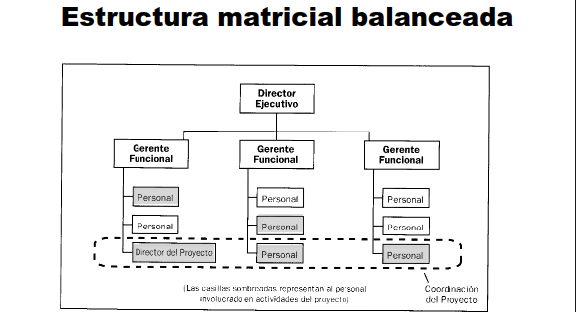 Estructura matricial balanceada
Director
Ejecutivo
Gerente
Funcional
Gerente
Funcional
Gerente
Funcional
Personal
Personal
Personal
Personal
Personal
Personal
Director del Proyecto
Personal
Personal
(Las casillas sombreadas representan al personal
involucrado en actividades del proyecto)
Coordinación
del Proyecto